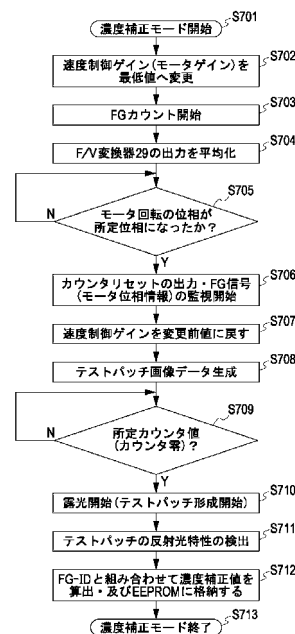 S701
濃度補正モード開始
S702
速度制御ゲイン(モータゲイン)を
最低値へ変更
S703
FGカウント開始
S704
F/V変換器29の出力を平均化
S705
モータ回転の位相が
所定位相になったか?
N
Y
S706
カウンタリセットの出力・FG信号
(モータ位相情報)の監視開始
S707
速度制御ゲインを変更前値に戻す
S708
テストパッチ画像データ生成
S709
所定カウンタ値
(カウンタ零)?
N
Y
S710
露光開始(テストパッチ形成開始)
S711
テストパッチの反射光特性の検出
S712
FG-IDと組み合わせて濃度補正値を
算出・及びEEPROMに格納する
S713
濃度補正モード終了